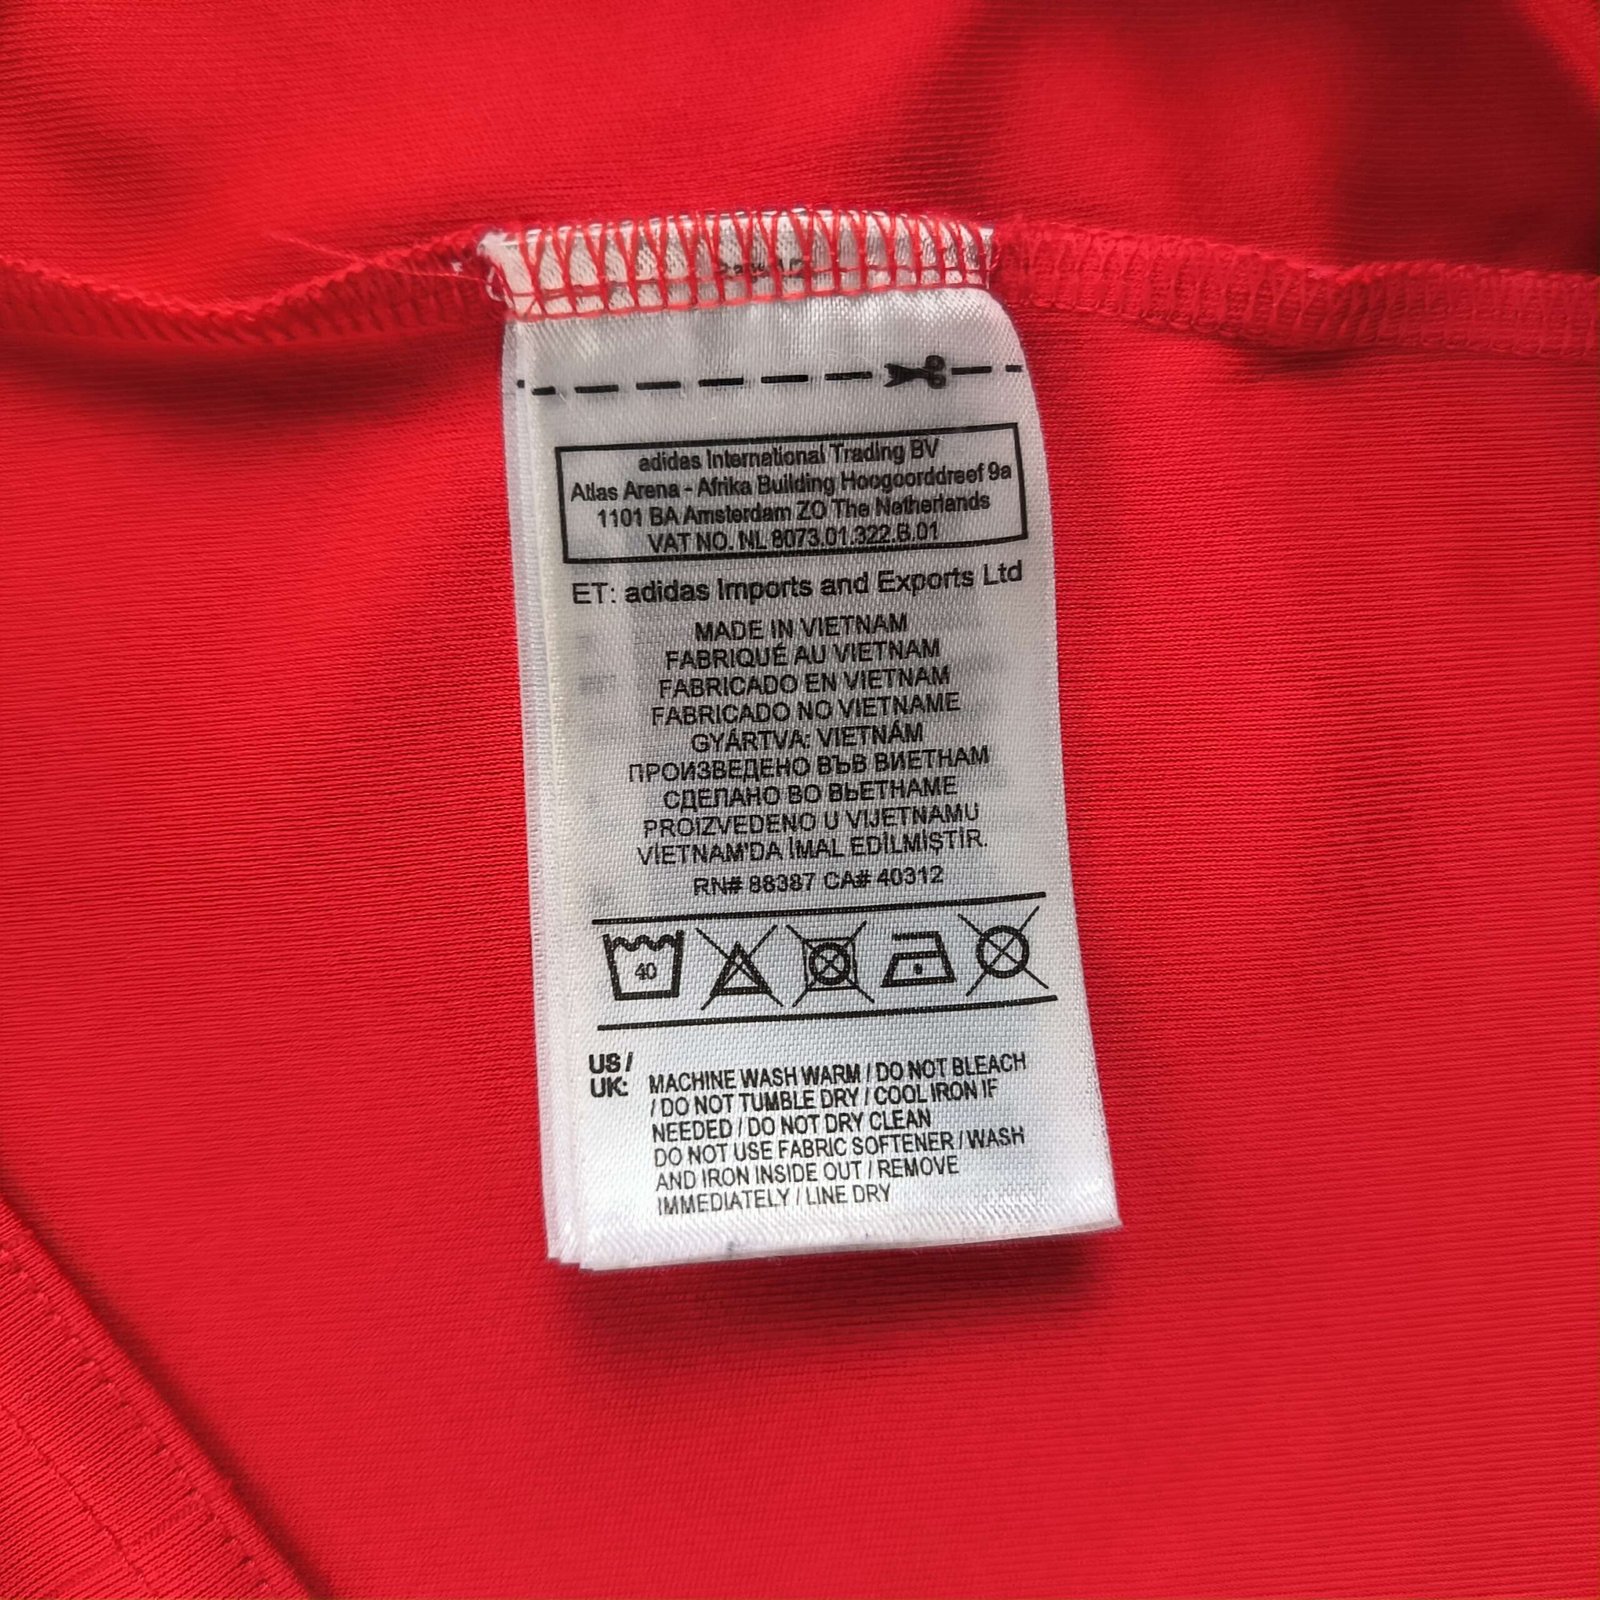 adidas International Trading BV
Atlas Arena - Afrika Building Hoogoorddreef 9a
1101 BA Amsterdam ZO The Netherlands
VAT NO. NL 8073.01.322.B.01
ET: adidas Imports and Exports Ltd
MADE IN VIETNAM
FABRIQUÉ AU VIETNAM
FABRICADO EN VIETNAM
FABRICADO NO VIETNAME
GYÁRTVA: VIETNÁM
ПРОИЗВЕДЕНО ВЪВ ВИЕТНАМ
СДЕЛАНО ВО ВЬЕТНАМЕ
PROIZVEDENO U VIJETNAMU
VİETNAM'DA İMAL EDİLMİŞTİR.
RN# 88387 CA# 40312
40
US /
UK:
MACHINE WASH WARM / DO NOT BLEACH
/ DO NOT TUMBLE DRY / COOL IRON IF
NEEDED / DO NOT DRY CLEAN
DO NOT USE FABRIC SOFTENER / WASH
AND IRON INSIDE OUT / REMOVE
IMMEDIATELY / LINE DRY